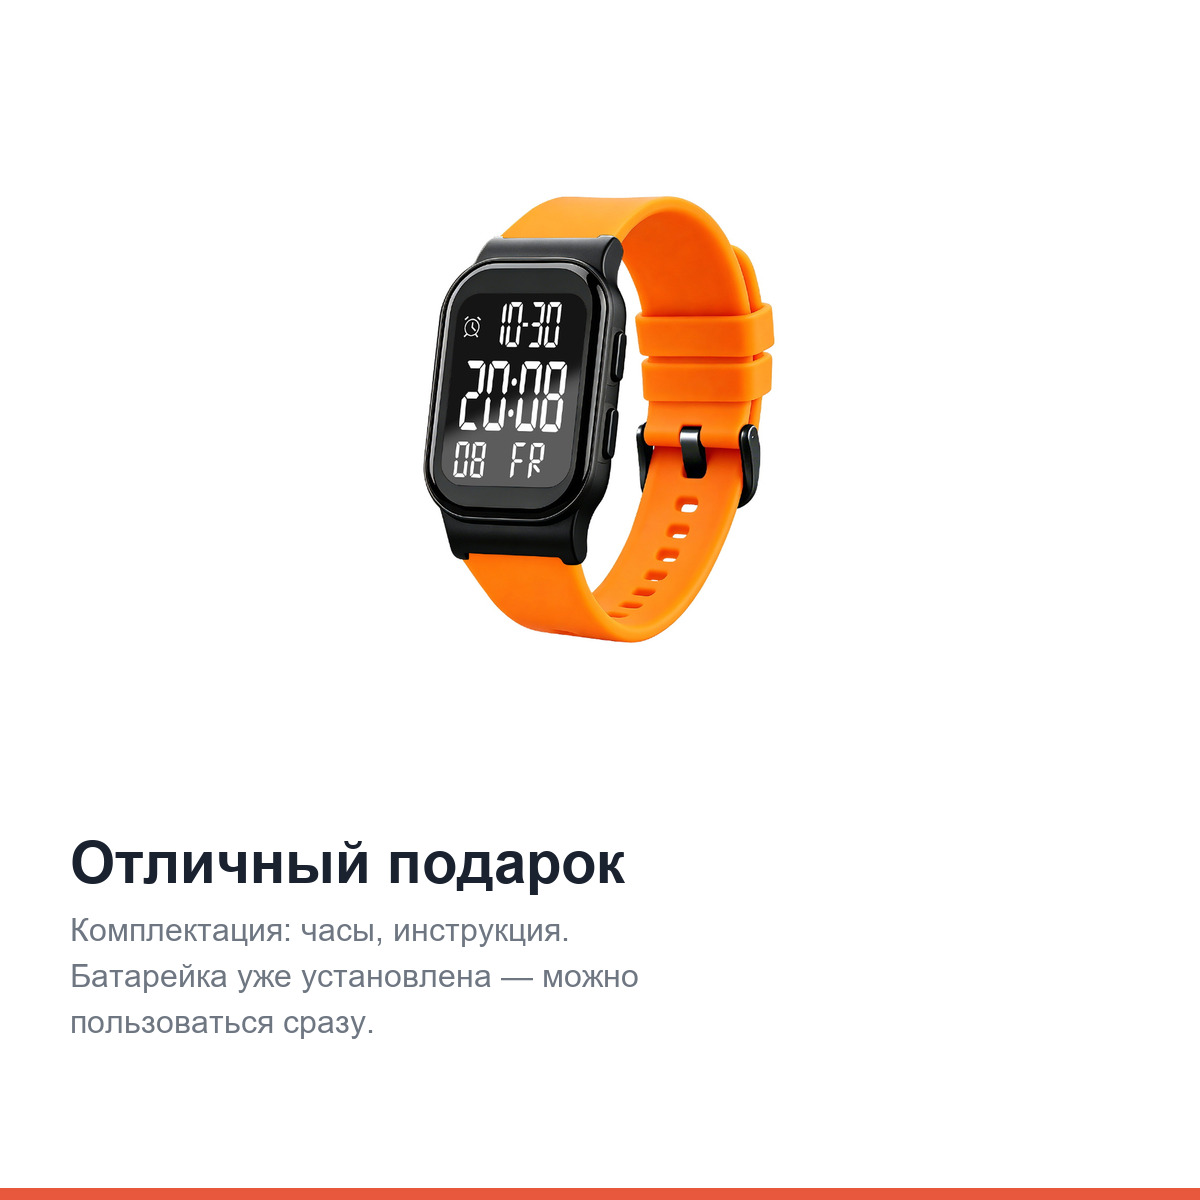 10-30
20:08
08 FR
Отличный подарок
Комплектация: часы, инструкция.
Батарейка уже установлена — можно
пользоваться сразу.